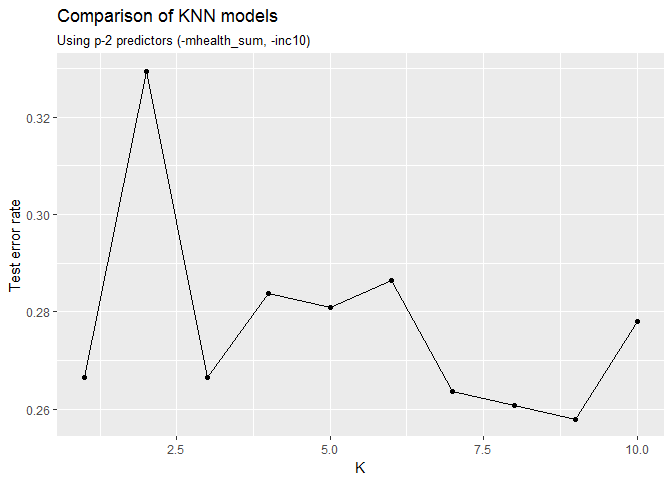 Comparison of KNN models
Using p-2 predictors (-mhealth_sum, -inc10)
Test error rate
0.32
0.30
0.28
0.26
2.5 5.0 7.5 10.0
K